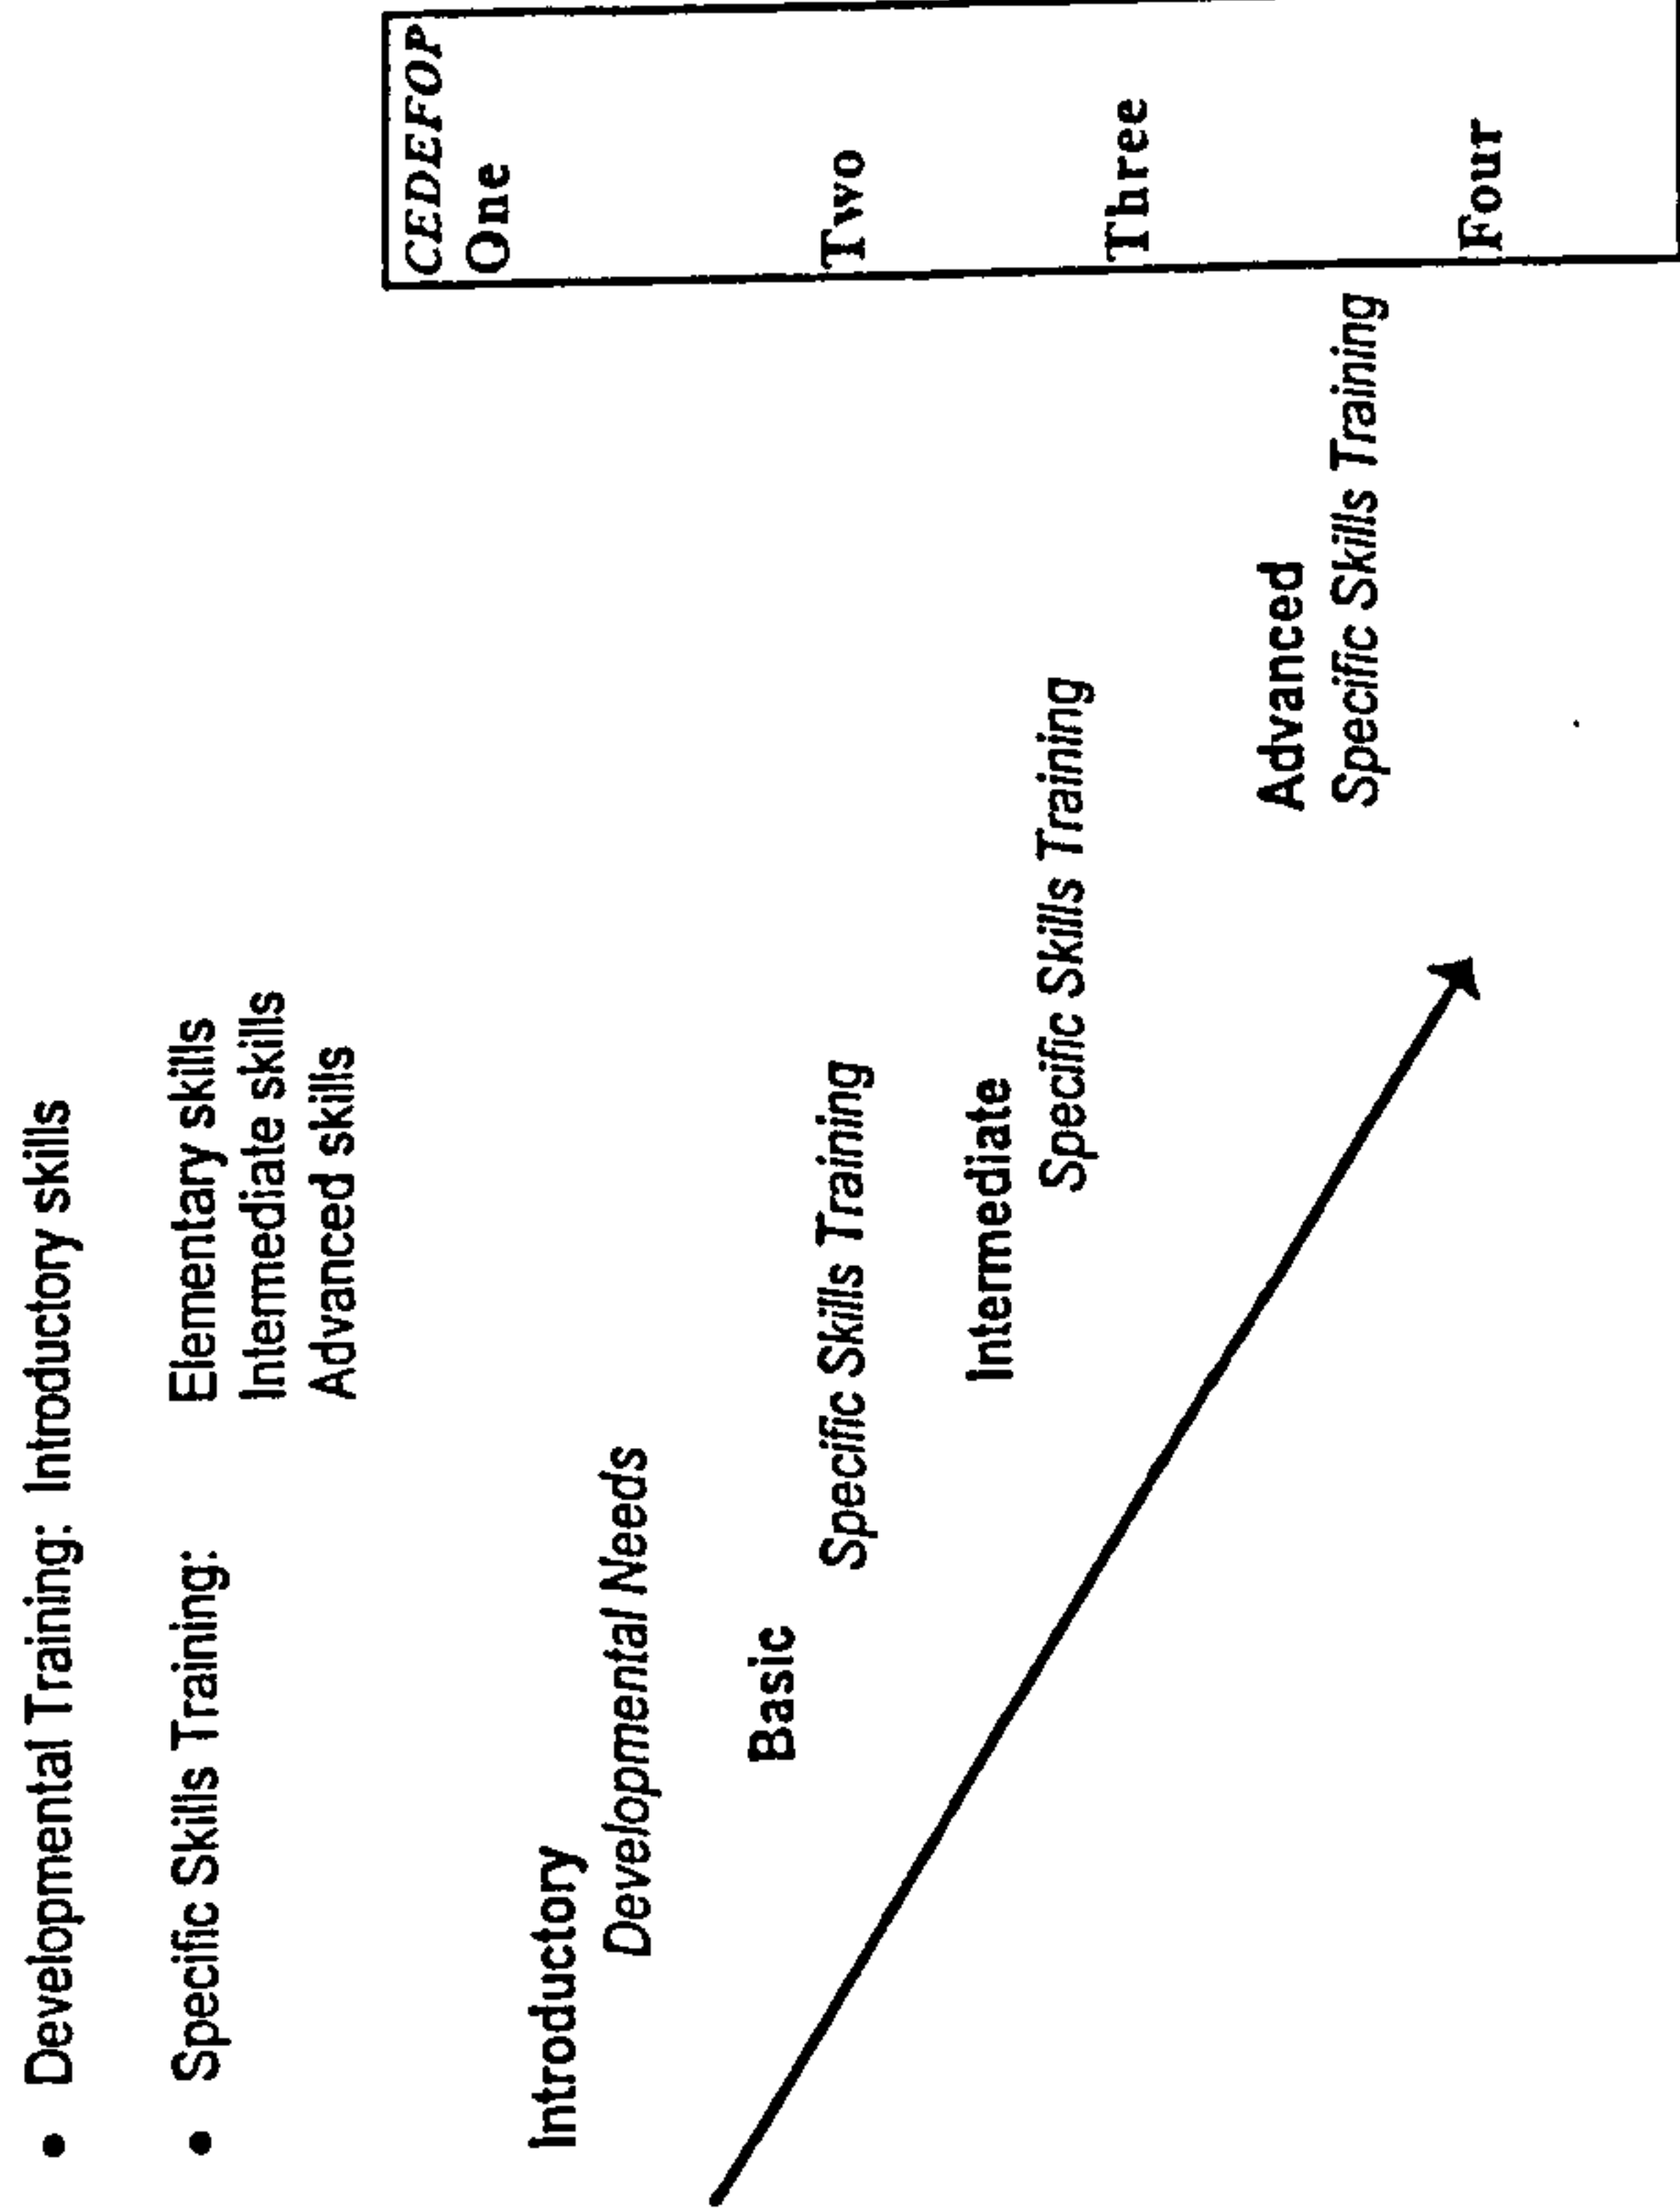 • Developmental Training: Introductory skills
• Specific Skills Training: Elementary skills
Intermediate skills
Advanced skills
CEDEFOP
One
Introductory
Developmental Needs
Basic
Two
Specific Skills Training
Intermediate
Three
Specific Skills Training
Advanced
Specific Skills Training
Four